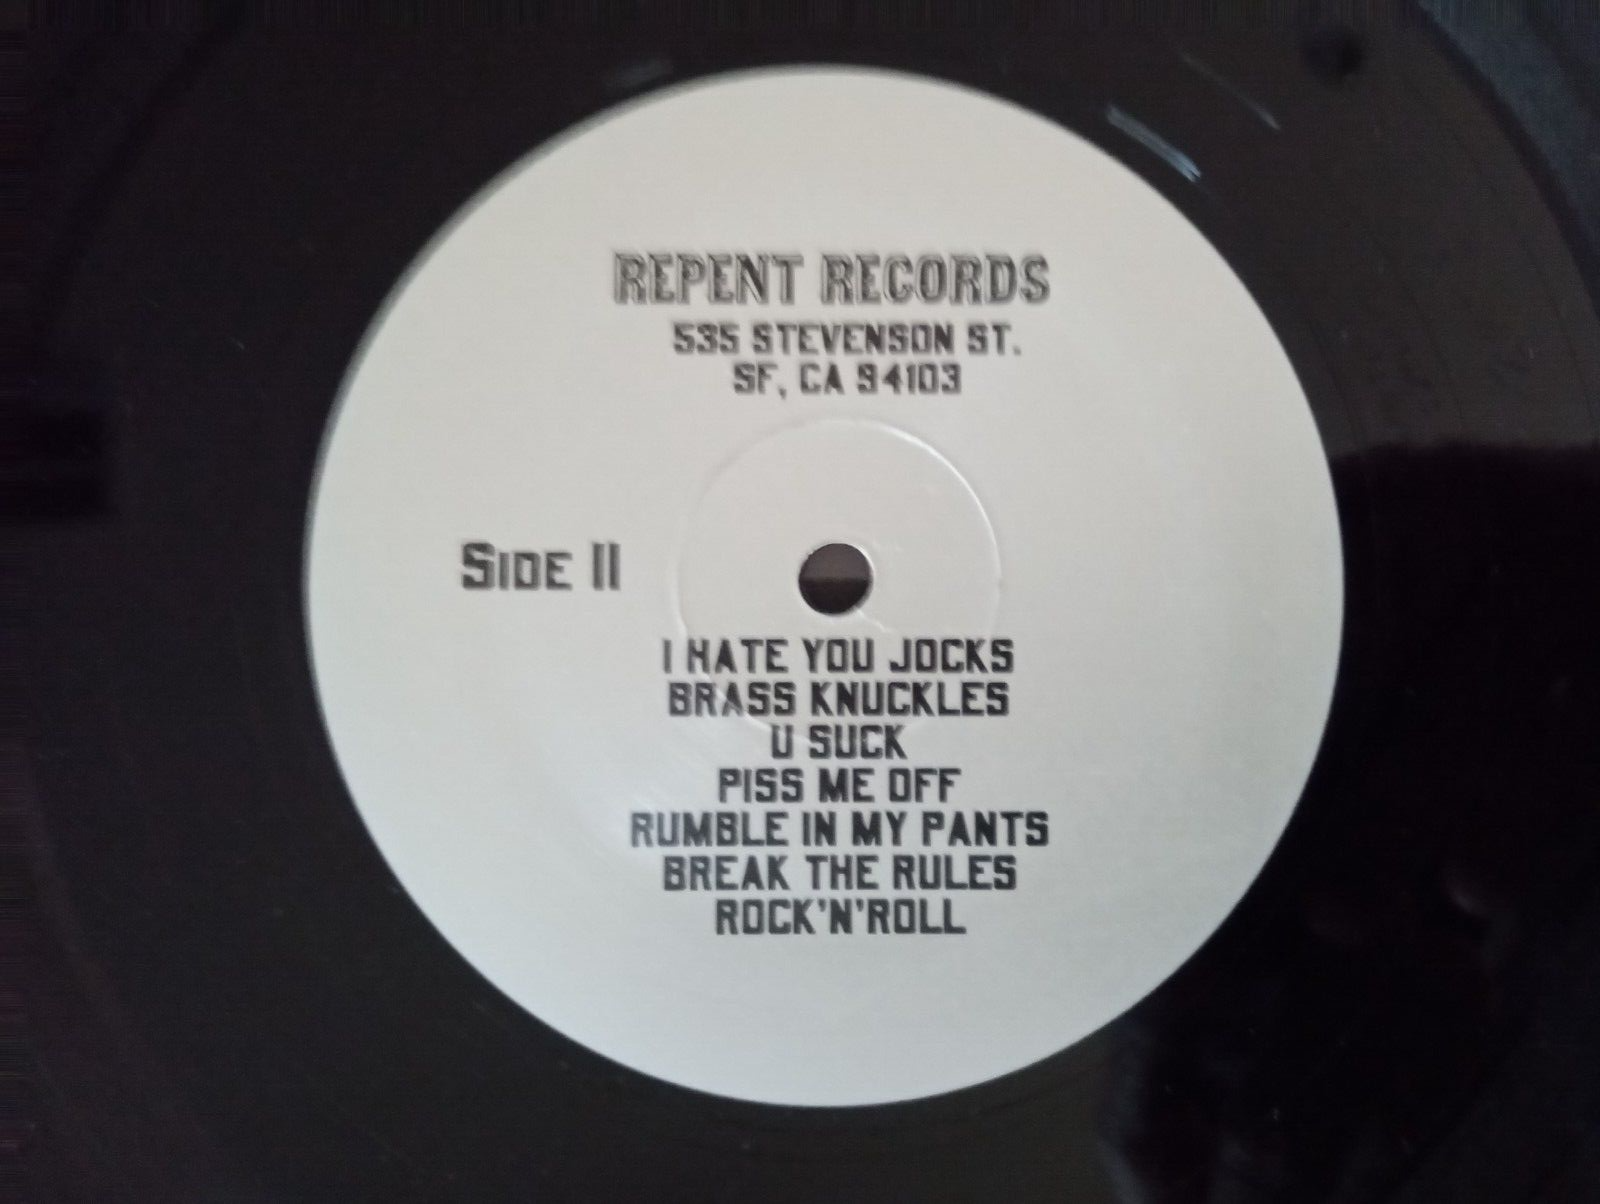 REPENT RECORDS
535 STEVENSON ST.
SF, CA 94103
SIDE II
I HATE YOU JOCKS
BRASS KNUCKLES
U SUCK
PISS ME OFF
RUMBLE IN MY PANTS
BREAK THE RULES
ROCK'N'ROLL